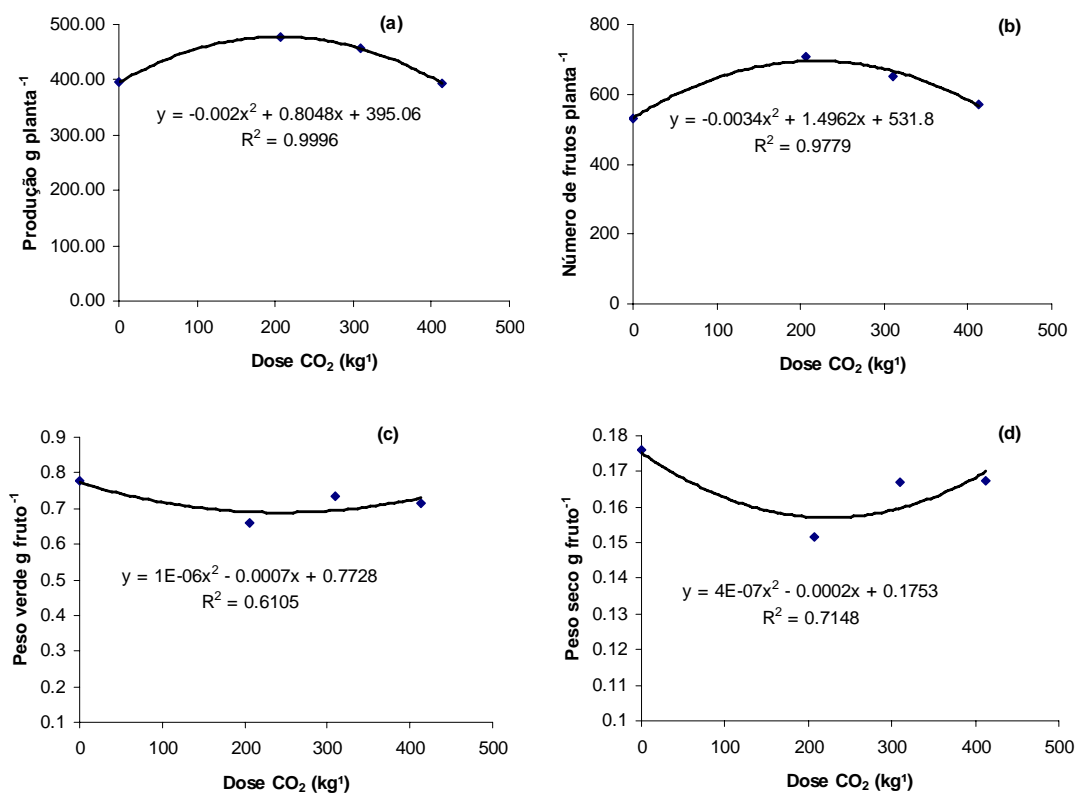 (a)
500.00
400.00
300.00
200.00
100.00
0.00
Produção g planta⁻¹
y = -0.002x² + 0.8048x + 395.06
R² = 0.9996
0 100 200 300 400 500
Dose CO₂ (kg¹)
(b)
800
600
400
200
0
Número de frutos planta⁻¹
y = -0.0034x² + 1.4962x + 531.8
R² = 0.9779
0 100 200 300 400 500
Dose CO₂ (kg¹)
(c)
0.9
0.8
0.7
0.6
0.5
0.4
0.3
0.2
0.1
Peso verde g fruto⁻¹
y = 1E-06x² - 0.0007x + 0.7728
R² = 0.6105
0 100 200 300 400 500
Dose CO₂ (kg¹)
(d)
0.18
0.17
0.16
0.15
0.14
0.13
0.12
0.11
0.1
Peso seco g fruto⁻¹
y = 4E-07x² - 0.0002x + 0.1753
R² = 0.7148
0 100 200 300 400 500
Dose CO₂ (kg¹)